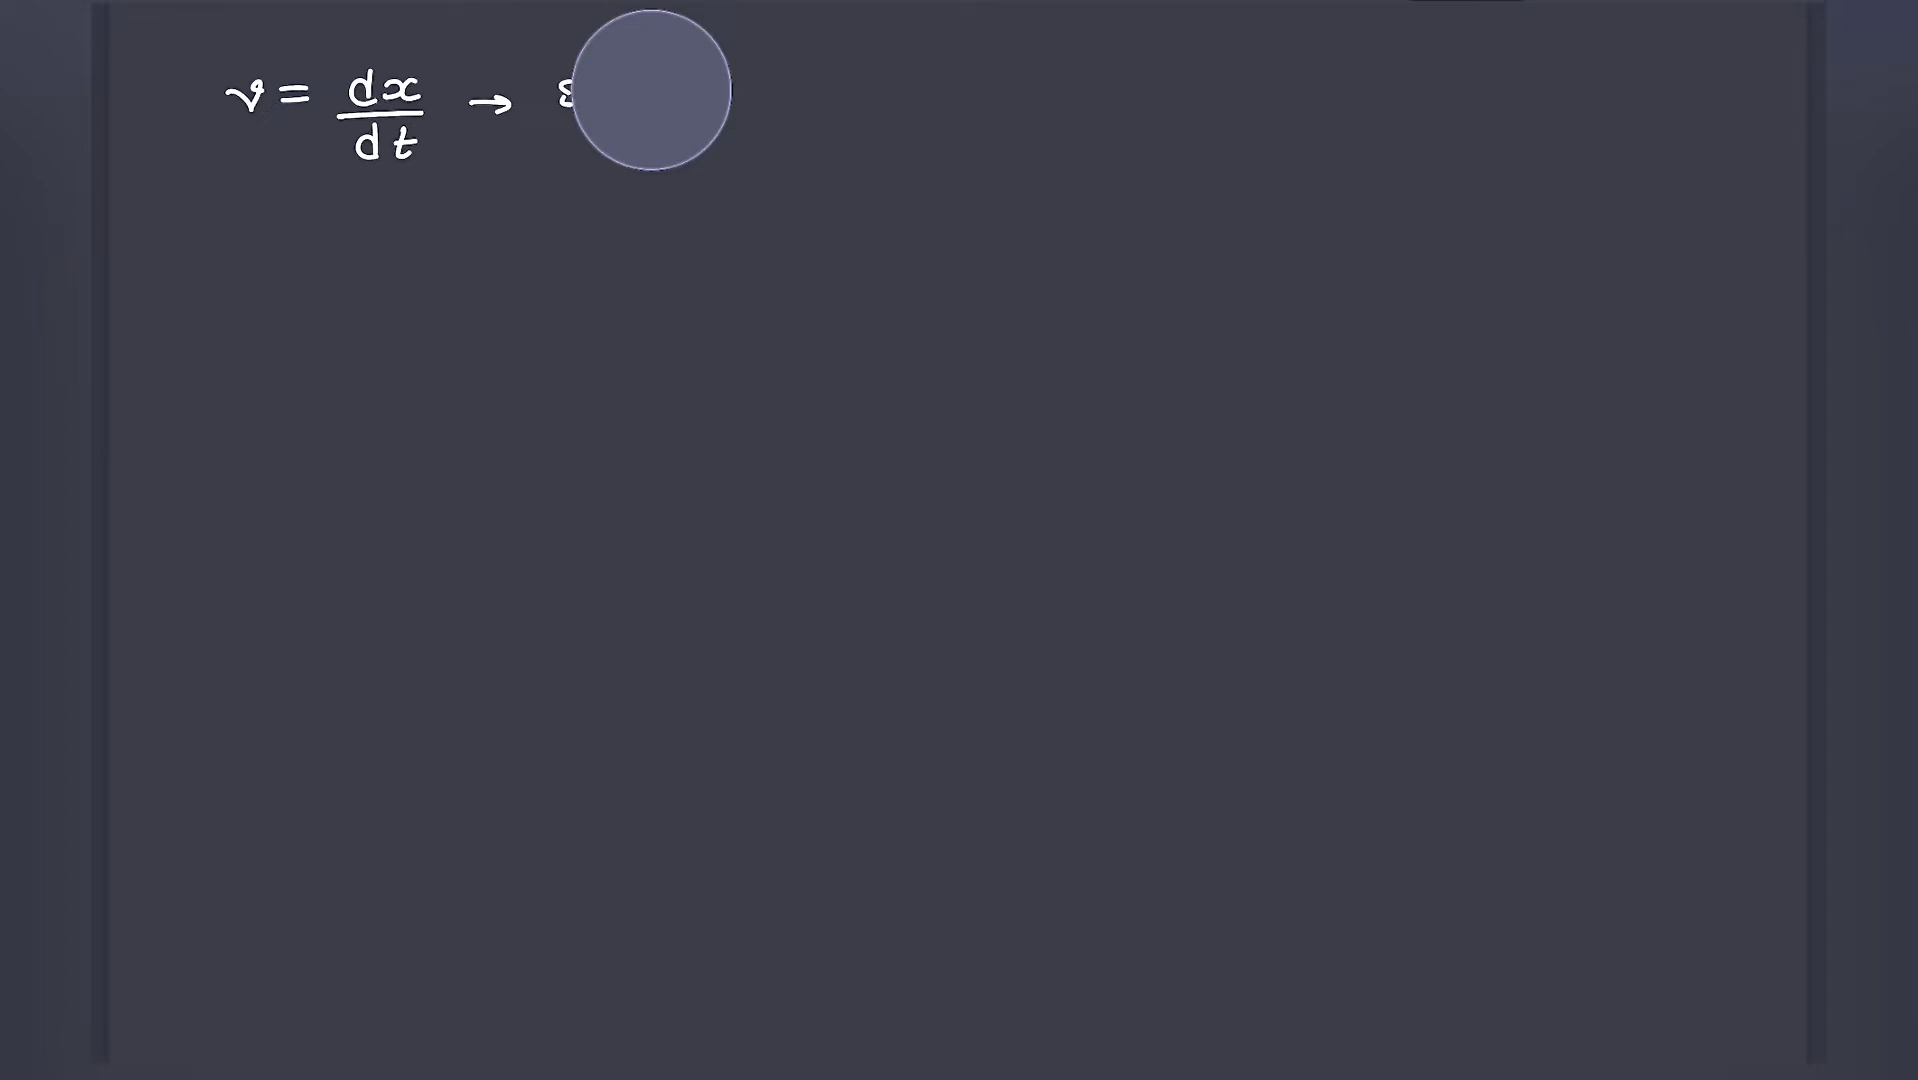 v = dx/dt →